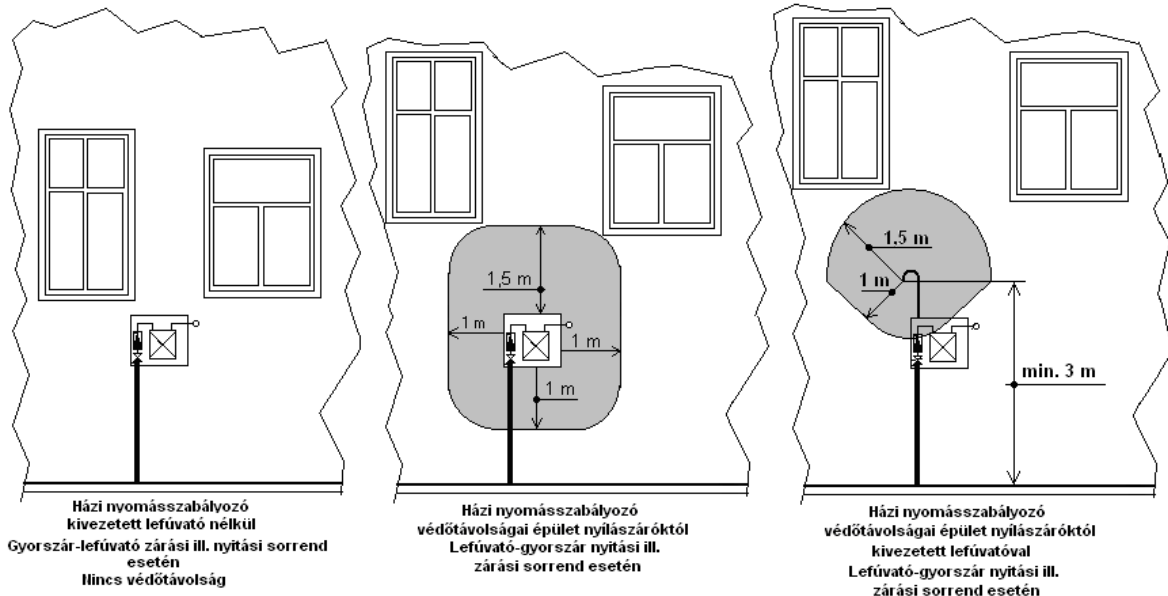 1,5 m
1 m
1 m
1 m
1,5 m
1 m
min. 3 m
Házi nyomásszabályozó
kivezetett lefúvató nélkül
Gyorszár-lefúvató zárási ill. nyitási sorrend
esetén
Nincs védőtávolság
Házi nyomásszabályozó
védőtávolságai épület nyílászáróktól
Lefúvató-gyorszár nyitási ill.
zárási sorrend esetén
Házi nyomásszabályozó
védőtávolságai épület nyílászáróktól
kivezetett lefúvatóval
Lefúvató-gyorszár nyitási ill.
zárási sorrend esetén